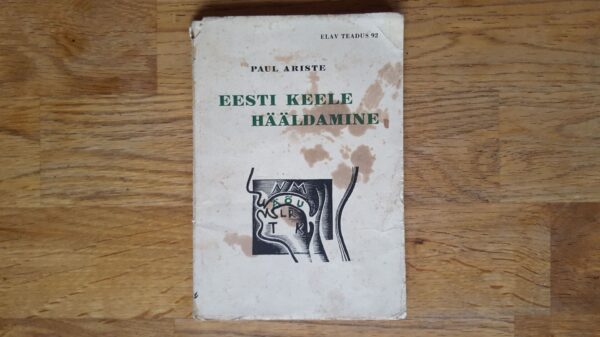 ELAV TEADUS 92
PAUL ARISTE
EESTI KEELE
HÄÄLDAMINE
N M
A Õ U
L R
T K